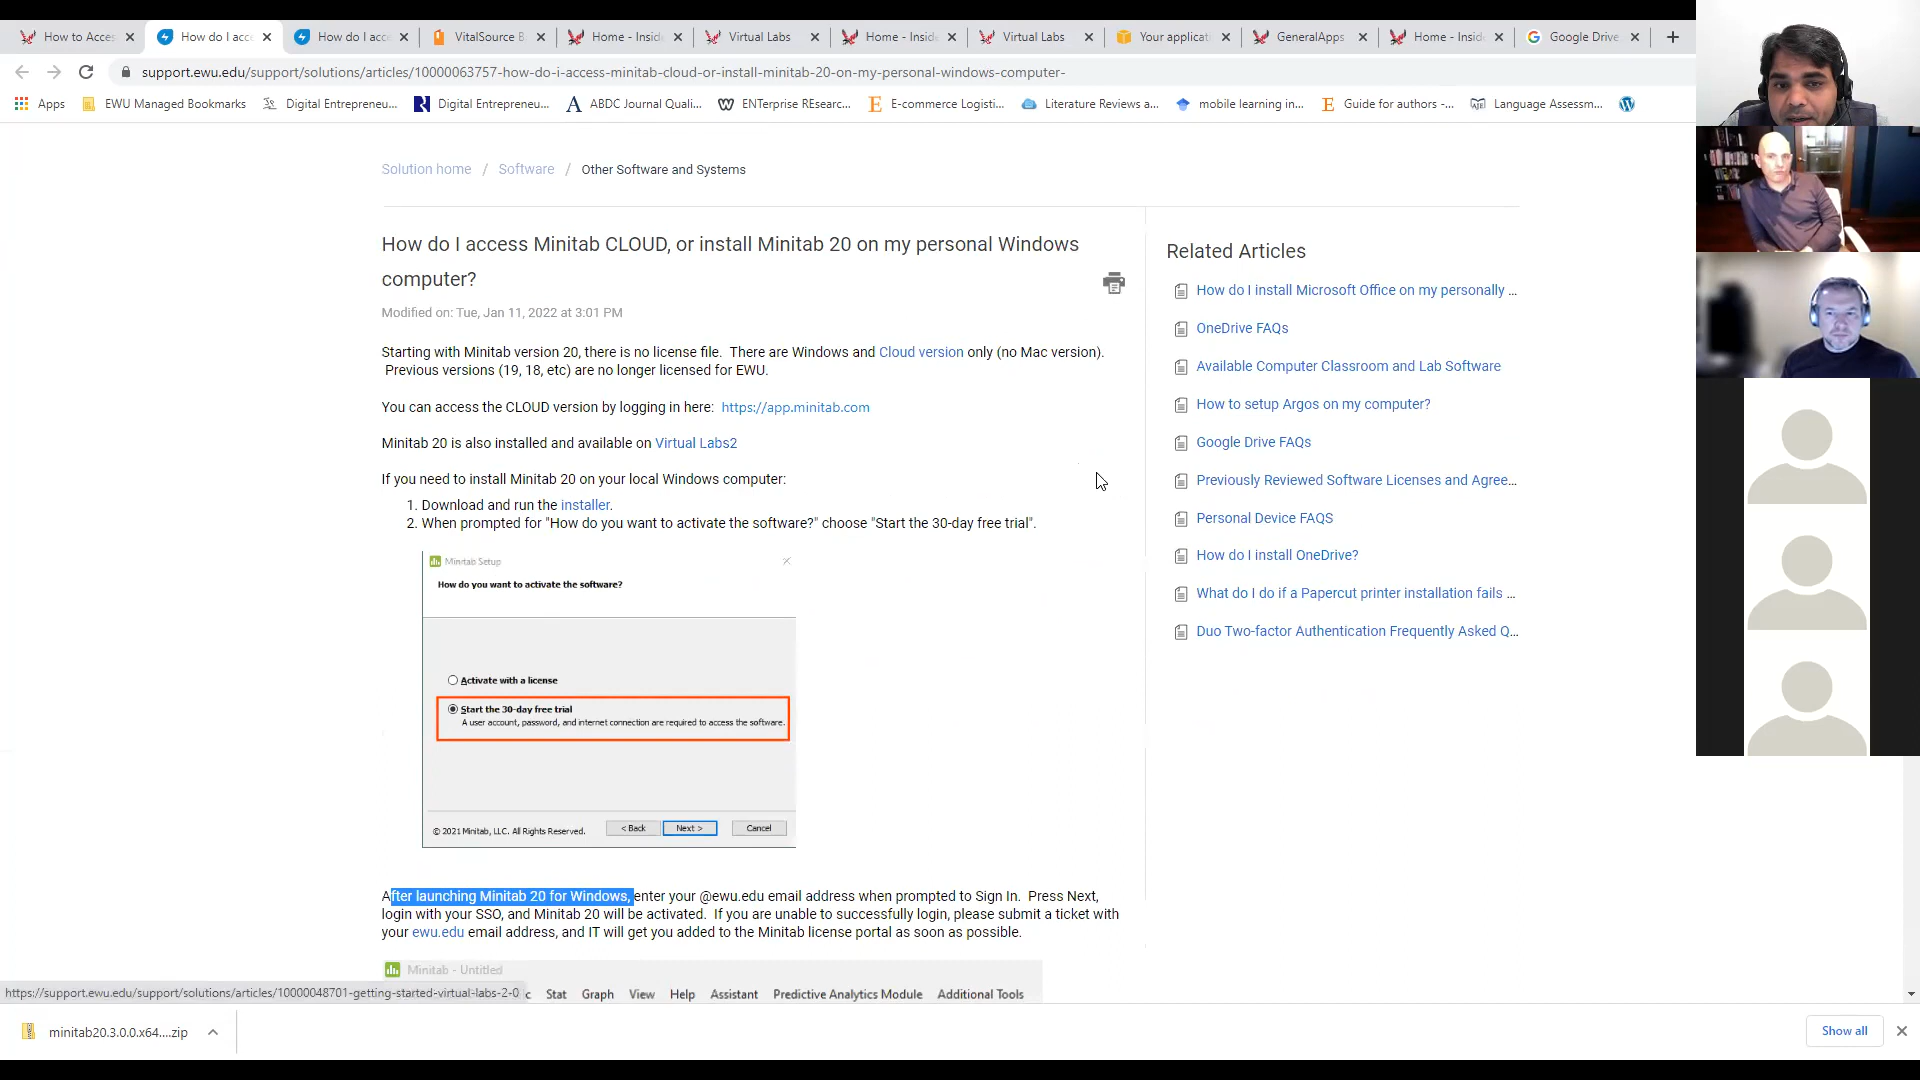 How to Acces
How do I acce
How do I acce
VitalSource B
Home - Inside
Virtual Labs
Home - Inside
Virtual Labs
Your applicati
GeneralApps
Home - Inside
Google Drive
support.ewu.edu/support/solutions/articles/10000063757-how-do-i-access-minitab-cloud-or-install-minitab-20-on-my-personal-windows-computer-
Apps
EWU Managed Bookmarks
Digital Entrepreneu...
Digital Entrepreneu...
ABDC Journal Quali...
ENTerprise REsearc...
E-commerce Logisti...
Literature Reviews a...
mobile learning in...
Guide for authors -...
Language Assessm...
Solution home / Software / Other Software and Systems
How do I access Minitab CLOUD, or install Minitab 20 on my personal Windows
computer?
Modified on: Tue, Jan 11, 2022 at 3:01 PM
Starting with Minitab version 20, there is no license file. There are Windows and Cloud version only (no Mac version).
Previous versions (19, 18, etc) are no longer licensed for EWU.
You can access the CLOUD version by logging in here: https://app.minitab.com
Minitab 20 is also installed and available on Virtual Labs2
If you need to install Minitab 20 on your local Windows computer:
1. Download and run the installer.
2. When prompted for "How do you want to activate the software?" choose "Start the 30-day free trial".
Minitab Setup
How do you want to activate the software?
Activate with a license
Start the 30-day free trial
A user account, password, and internet connection are required to access the software.
© 2021 Minitab, LLC. All Rights Reserved.
< Back
Next >
Cancel
After launching Minitab 20 for Windows, enter your @ewu.edu email address when prompted to Sign In. Press Next,
login with your SSO, and Minitab 20 will be activated. If you are unable to successfully login, please submit a ticket with
your ewu.edu email address, and IT will get you added to the Minitab license portal as soon as possible.
Minitab - Untitled
c Stat Graph View Help Assistant Predictive Analytics Module Additional Tools
Related Articles
How do I install Microsoft Office on my personally ...
OneDrive FAQs
Available Computer Classroom and Lab Software
How to setup Argos on my computer?
Google Drive FAQs
Previously Reviewed Software Licenses and Agree...
Personal Device FAQS
How do I install OneDrive?
What do I do if a Papercut printer installation fails ...
Duo Two-factor Authentication Frequently Asked Q...
https://support.ewu.edu/support/solutions/articles/10000048701-getting-started-virtual-labs-2-0
minitab20.3.0.0.x64....zip
Show all